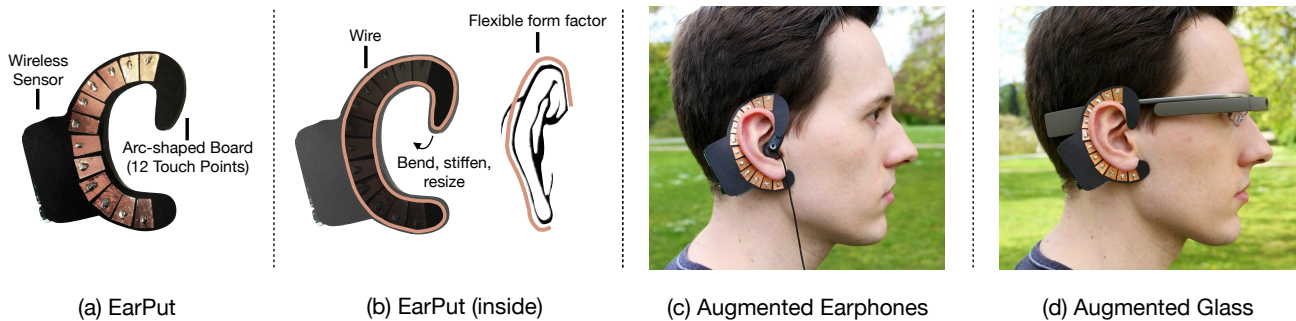 Wireless
Sensor
Arc-shaped Board
(12 Touch Points)
(a) EarPut
Wire
Flexible form factor
Bend, stiffen,
resize
(b) EarPut (inside)
(c) Augmented Earphones
(d) Augmented Glass